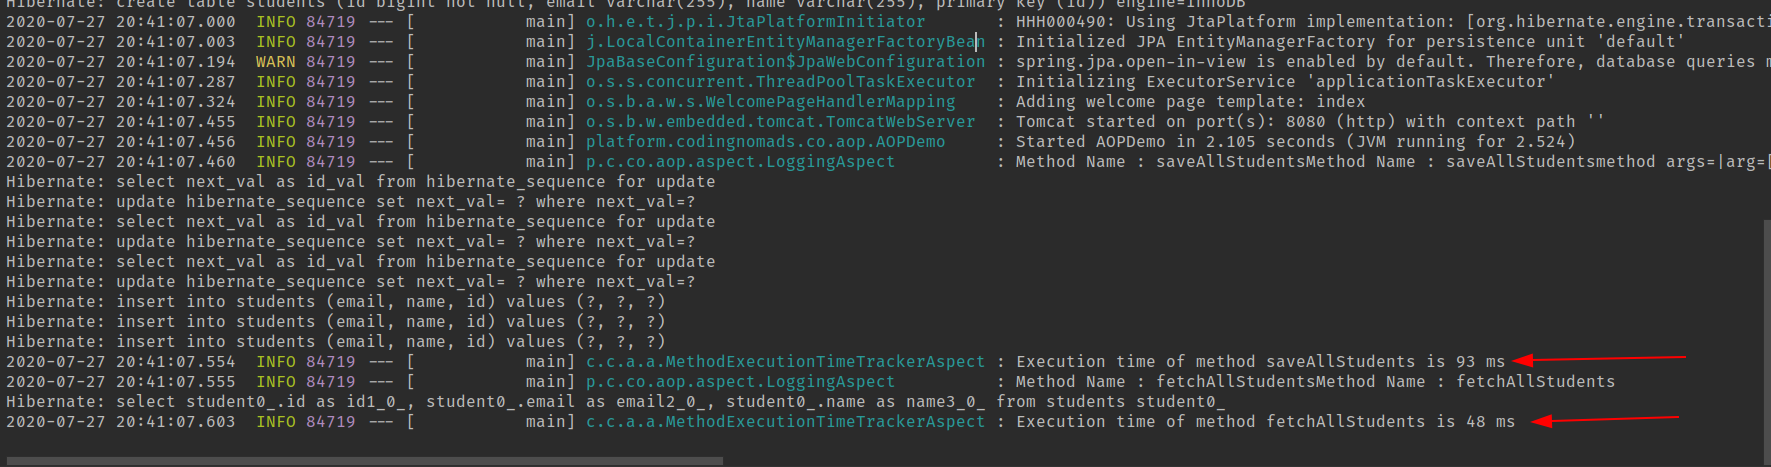 Hibernate: create table students (id bigint not null, email varchar(255), name varchar(255), primary key (id)) engine=InnoDB
2020-07-27 20:41:07.000  INFO 84719 --- [           main] o.h.e.t.j.p.i.JtaPlatformInitiator       : HHH000490: Using JtaPlatform implementation: [org.hibernate.engine.transacti
2020-07-27 20:41:07.003  INFO 84719 --- [           main] j.LocalContainerEntityManagerFactoryBean : Initialized JPA EntityManagerFactory for persistence unit 'default'
2020-07-27 20:41:07.194  WARN 84719 --- [           main] JpaBaseConfiguration$JpaWebConfiguration : spring.jpa.open-in-view is enabled by default. Therefore, database queries m
2020-07-27 20:41:07.287  INFO 84719 --- [           main] o.s.s.concurrent.ThreadPoolTaskExecutor  : Initializing ExecutorService 'applicationTaskExecutor'
2020-07-27 20:41:07.324  INFO 84719 --- [           main] o.s.b.a.w.s.WelcomePageHandlerMapping    : Adding welcome page template: index
2020-07-27 20:41:07.455  INFO 84719 --- [           main] o.s.b.w.embedded.tomcat.TomcatWebServer  : Tomcat started on port(s): 8080 (http) with context path ''
2020-07-27 20:41:07.456  INFO 84719 --- [           main] platform.codingnomads.co.aop.AOPDemo     : Started AOPDemo in 2.105 seconds (JVM running for 2.524)
2020-07-27 20:41:07.460  INFO 84719 --- [           main] p.c.co.aop.aspect.LoggingAspect          : Method Name : saveAllStudentsMethod Name : saveAllStudentsmethod args=|arg=[
Hibernate: select next_val as id_val from hibernate_sequence for update
Hibernate: update hibernate_sequence set next_val= ? where next_val=?
Hibernate: select next_val as id_val from hibernate_sequence for update
Hibernate: update hibernate_sequence set next_val= ? where next_val=?
Hibernate: select next_val as id_val from hibernate_sequence for update
Hibernate: update hibernate_sequence set next_val= ? where next_val=?
Hibernate: insert into students (email, name, id) values (?, ?, ?)
Hibernate: insert into students (email, name, id) values (?, ?, ?)
Hibernate: insert into students (email, name, id) values (?, ?, ?)
2020-07-27 20:41:07.554  INFO 84719 --- [           main] c.c.a.a.MethodExecutionTimeTrackerAspect : Execution time of method saveAllStudents is 93 ms
2020-07-27 20:41:07.555  INFO 84719 --- [           main] p.c.co.aop.aspect.LoggingAspect          : Method Name : fetchAllStudentsMethod Name : fetchAllStudents
Hibernate: select student0_.id as id1_0_, student0_.email as email2_0_, student0_.name as name3_0_ from students student0_
2020-07-27 20:41:07.603  INFO 84719 --- [           main] c.c.a.a.MethodExecutionTimeTrackerAspect : Execution time of method fetchAllStudents is 48 ms